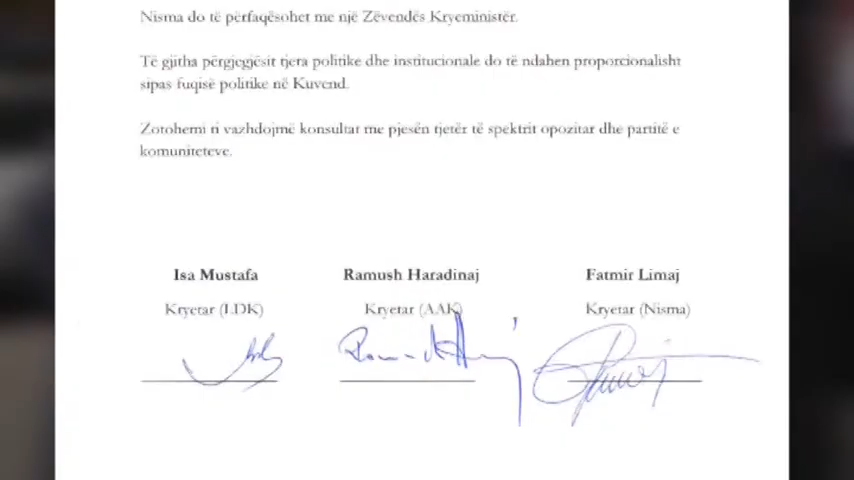 Nisma do të përfaqësohet me një Zëvendës Kryeministër.
Të gjitha përgjegjësit tjera politike dhe institucionale do të ndahen proporcionalisht
sipas fuqisë politike në Kuvend.
Zotohemi ti vazhdojmë konsultat me pjesën tjetër të spektrit opozitar dhe partitë e
komuniteteve.
Isa Mustafa Ramush Haradinaj Fatmir Limaj
Kryetar (LDK) Kryetar (AAK) Kryetar (Nisma)